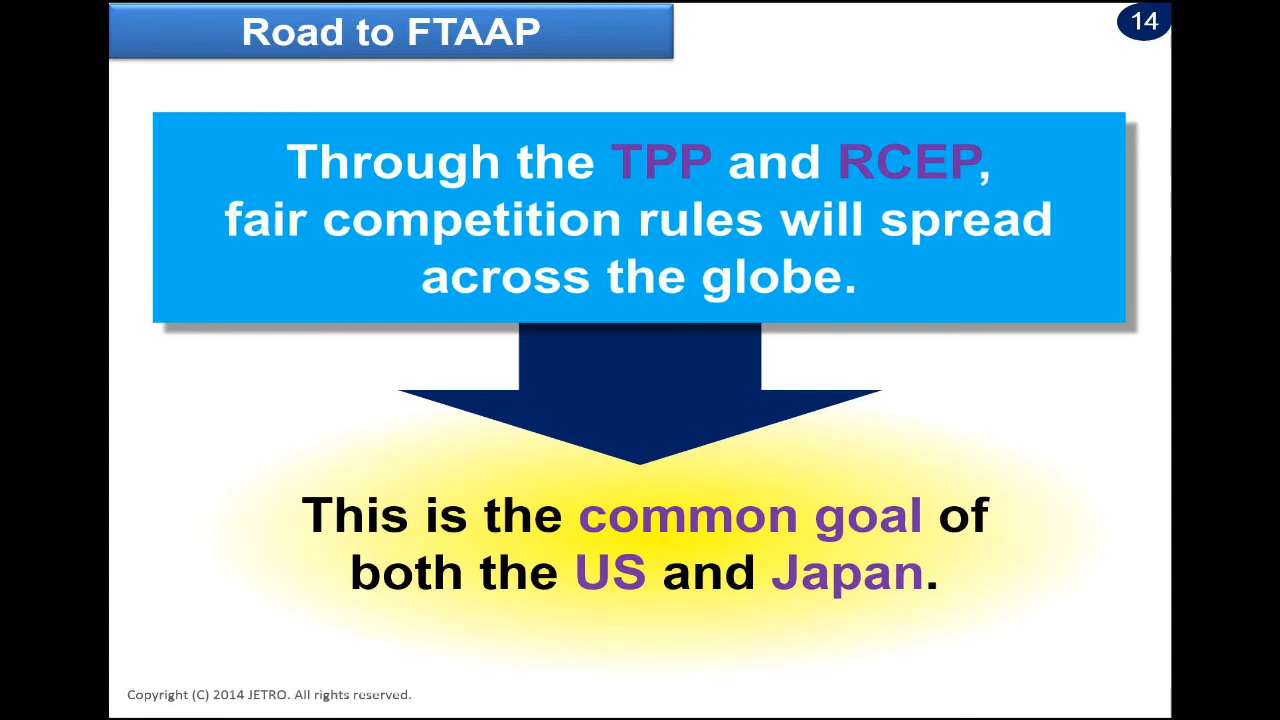 Road to FTAAP
14
Through the TPP and RCEP,
fair competition rules will spread
across the globe.
This is the common goal of
both the US and Japan.
Copyright (C) 2014 JETRO. All rights reserved.